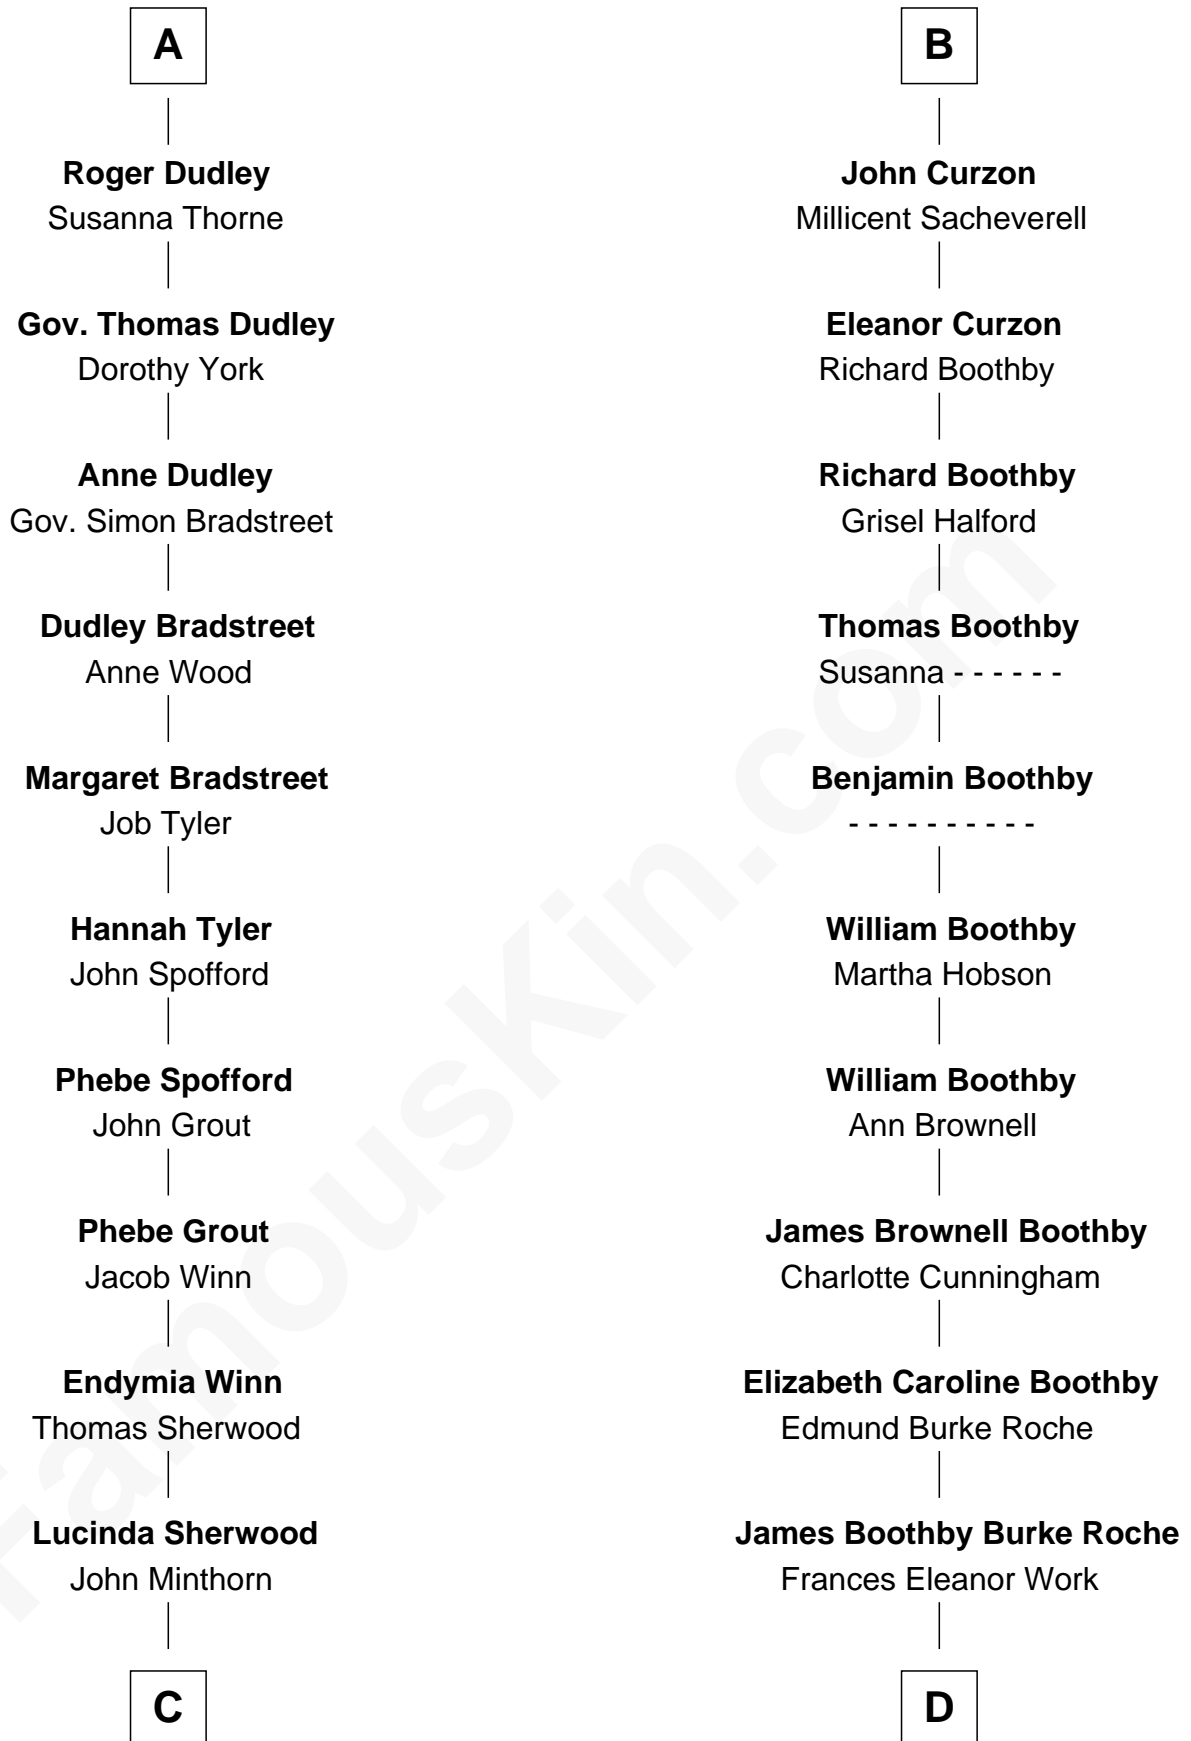 A
Roger Dudley
Susanna Thorne
Gov. Thomas Dudley
Dorothy York
Anne Dudley
Gov. Simon Bradstreet
Dudley Bradstreet
Anne Wood
Margaret Bradstreet
Job Tyler
Hannah Tyler
John Spofford
Phebe Spofford
John Grout
Phebe Grout
Jacob Winn
Endymia Winn
Thomas Sherwood
Lucinda Sherwood
John Minthorn
C
B
John Curzon
Millicent Sacheverell
Eleanor Curzon
Richard Boothby
Richard Boothby
Grisel Halford
Thomas Boothby
Susanna - - - - - -
Benjamin Boothby
- - - - - - - - - -
William Boothby
Martha Hobson
William Boothby
Ann Brownell
James Brownell Boothby
Charlotte Cunningham
Elizabeth Caroline Boothby
Edmund Burke Roche
James Boothby Burke Roche
Frances Eleanor Work
D
FamousKin.com